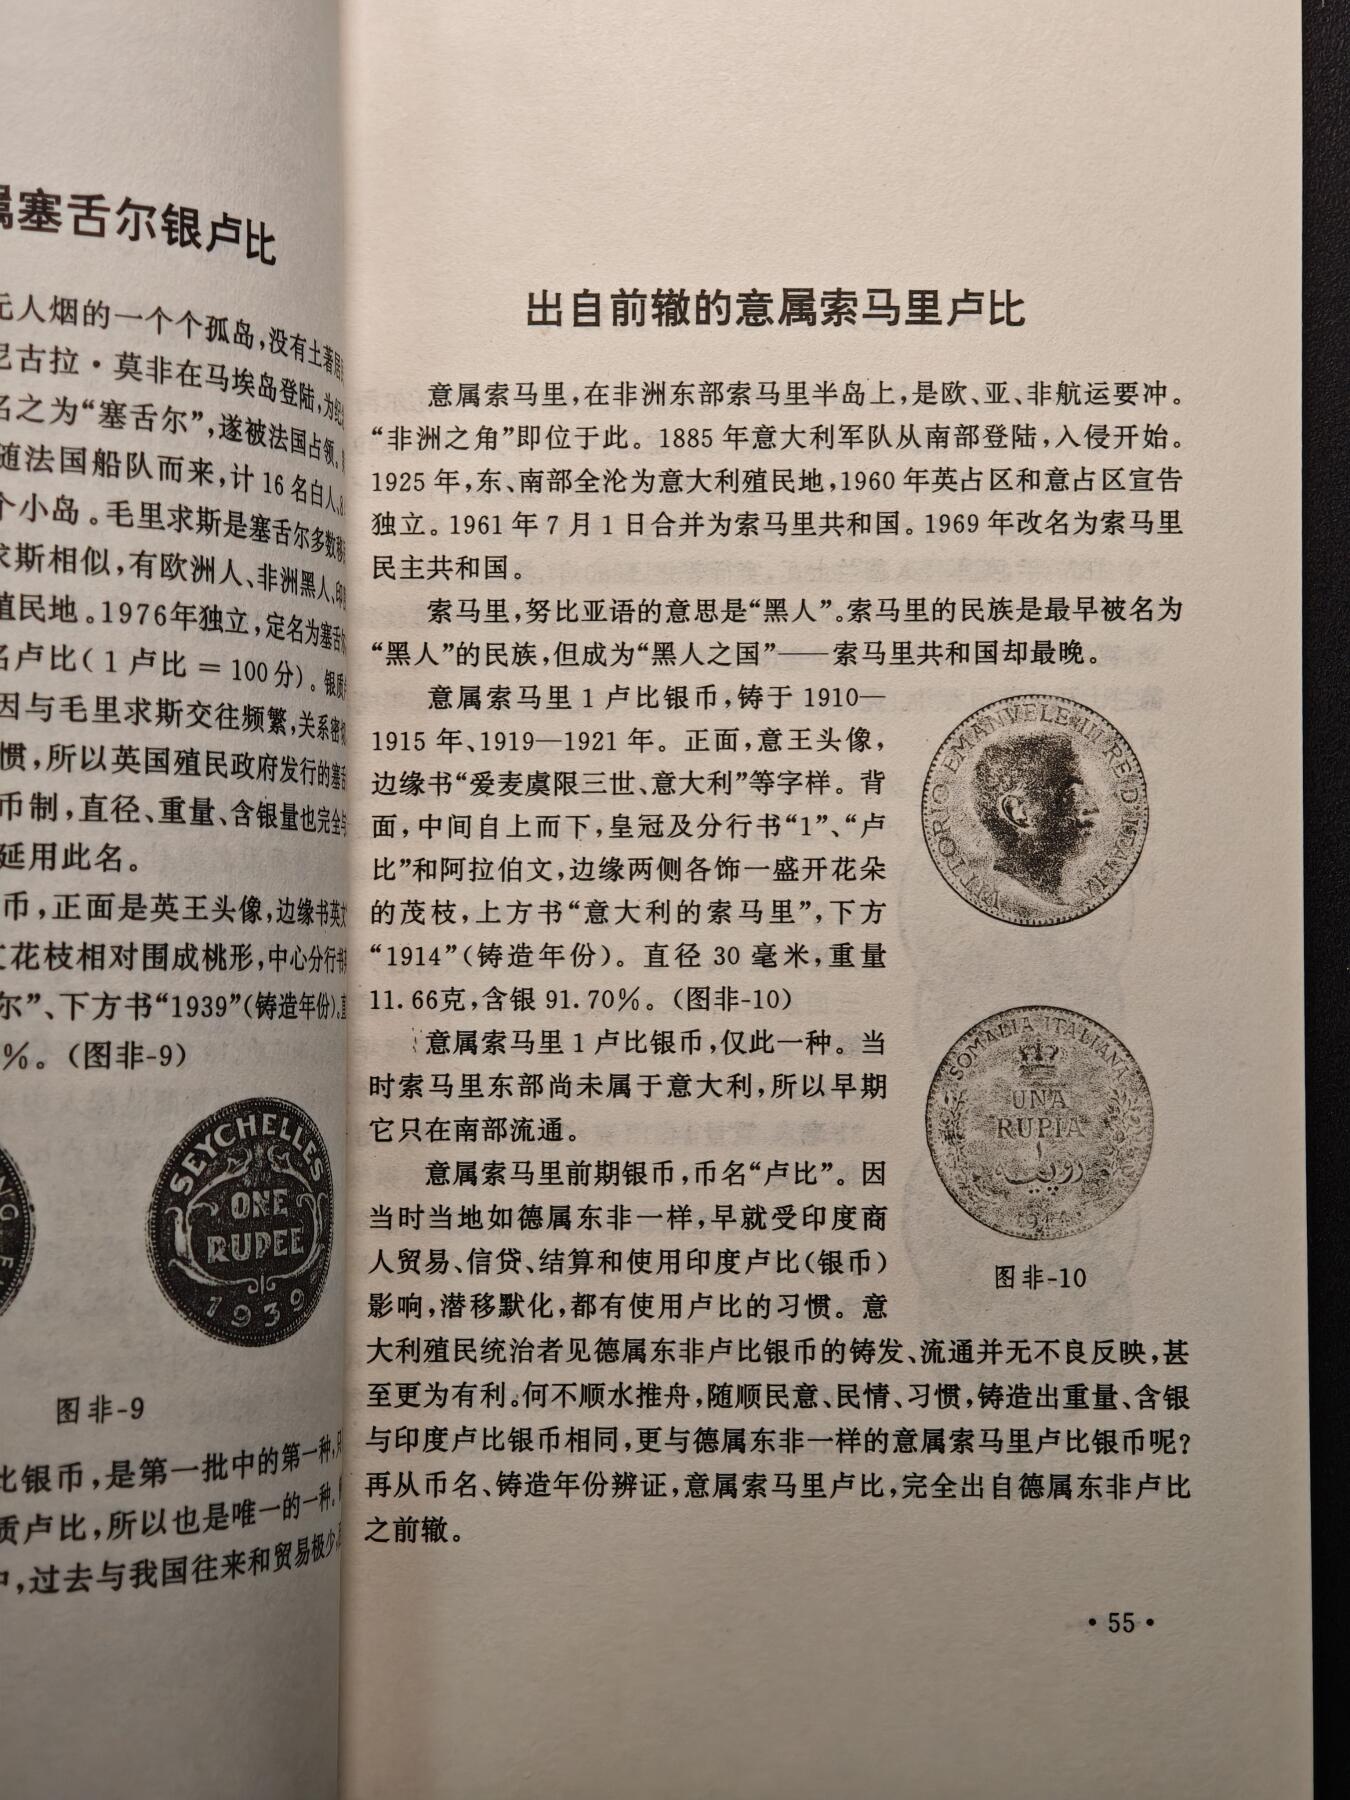 塞舌尔银卢比
人烟的一个个孤岛，没有土著居
尼古拉·莫非在马埃岛登陆，为纪
名之为“塞舌尔”，遂被法国占领。
随法国船队而来，计 16 名白人、
个小岛。毛里求斯是塞舌尔多数移
求斯相似，有欧洲人、非洲黑人、印
殖民地。1976年独立，定名为塞舌
名卢比（1 卢比 ＝ 100 分）。银质
因与毛里求斯交往频繁，关系密切
惯，所以英国殖民政府发行的塞舌
币制，直径、重量、含银量也完全与
延用此名。
币，正面是英王头像，边缘书英文
花枝相对围成桃形，中心分行书
尔”、下方书“1939”（铸造年份）。直
％。（图非-9）
SEYCHELLES
ONE
RUPEE
1939
图非-9
比银币，是第一批中的第一种，
质卢比，所以也是唯一的一种。
中，过去与我国往来和贸易极少，
出自前辙的意属索马里卢比
意属索马里，在非洲东部索马里半岛上，是欧、亚、非航运要冲。
“非洲之角”即位于此。1885 年意大利军队从南部登陆，入侵开始。
1925 年，东、南部全沦为意大利殖民地，1960 年英占区和意占区宣告
独立。1961 年 7 月 1 日合并为索马里共和国。1969 年改名为索马里
民主共和国。
索马里，努比亚语的意思是“黑人”。索马里的民族是最早被名为
“黑人”的民族，但成为“黑人之国”——索马里共和国却最晚。
意属索马里 1 卢比银币，铸于 1910—
1915 年、1919—1921 年。正面，意王头像，
边缘书“爱麦虞限三世、意大利”等字样。背
面，中间自上而下，皇冠及分行书“1”、“卢
比”和阿拉伯文，边缘两侧各饰一盛开花朵
的茂枝，上方书“意大利的索马里”，下方
“1914”（铸造年份）。直径 30 毫米，重量
11.66克，含银 91.70％。（图非-10）
意属索马里 1 卢比银币，仅此一种。当
时索马里东部尚未属于意大利，所以早期
它只在南部流通。
意属索马里前期银币，币名“卢比”。因
当时当地如德属东非一样，早就受印度商
人贸易、信贷、结算和使用印度卢比（银币）
影响，潜移默化，都有使用卢比的习惯。意
大利殖民统治者见德属东非卢比银币的铸发、流通并无不良反映，甚
至更为有利。何不顺水推舟，随顺民意、民情、习惯，铸造出重量、含银
与印度卢比银币相同，更与德属东非一样的意属索马里卢比银币呢？
再从币名、铸造年份辨证，意属索马里卢比，完全出自德属东非卢比
之前辙。
VITTORIO EMANVELE III RE D'ITALIA
SOMALIA ITALIANA
UNA
RUPIA
1
روپية
图非-10
·55·